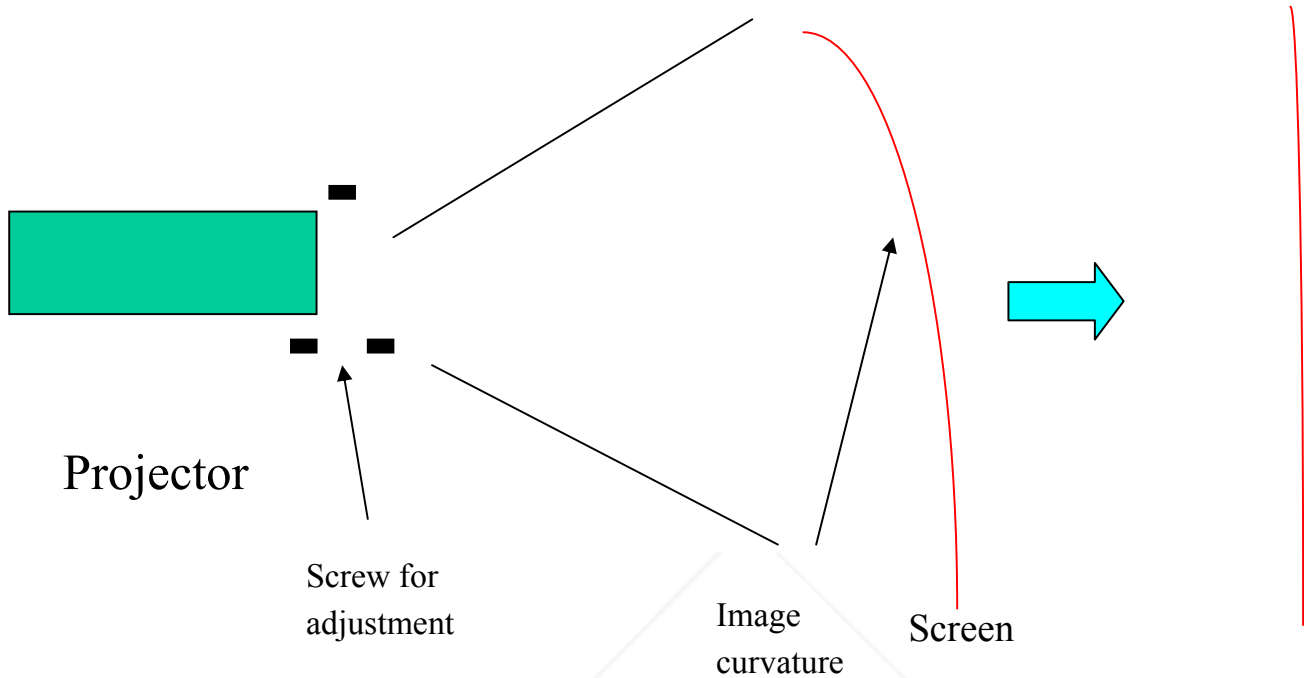 Projector
Screw for
adjustment
Image
curvature
Screen